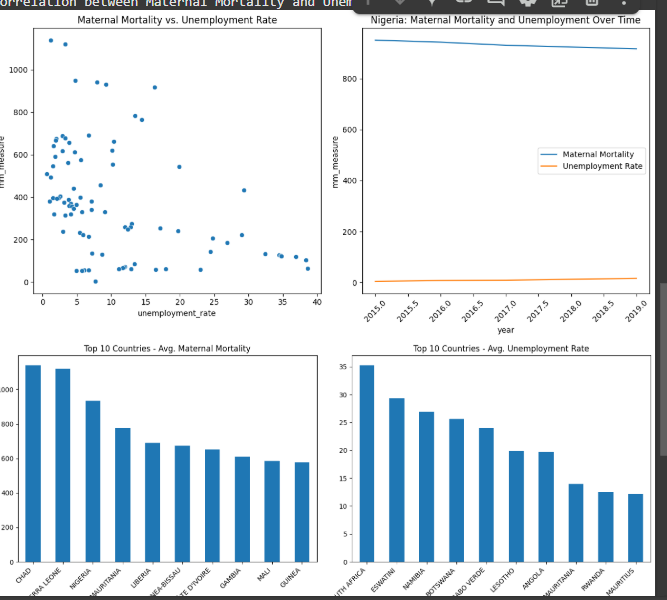 orrelation between Maternal Mortality and Unem
Maternal Mortality vs. Unemployment Rate
mm_measure
1000
800
600
400
200
0
0 5 10 15 20 25 30 35 40
unemployment_rate
Nigeria: Maternal Mortality and Unemployment Over Time
mm_measure
800
600
400
200
0
Maternal Mortality
Unemployment Rate
2015.0 2015.5 2016.0 2016.5 2017.0 2017.5 2018.0 2018.5 2019.0
year
Top 10 Countries - Avg. Maternal Mortality
1000
800
600
400
200
0
CHAD ERRA LEONE NIGERIA MAURITANIA LIBERIA NEA-BISSAU TE D'IVOIRE GAMBIA MALI GUINEA
Top 10 Countries - Avg. Unemployment Rate
35
30
25
20
15
10
5
0
UTH AFRICA ESWATINI NAMIBIA BOTSWANA ABO VERDE LESOTHO ANGOLA MAURITANIA RWANDA MAURITIUS